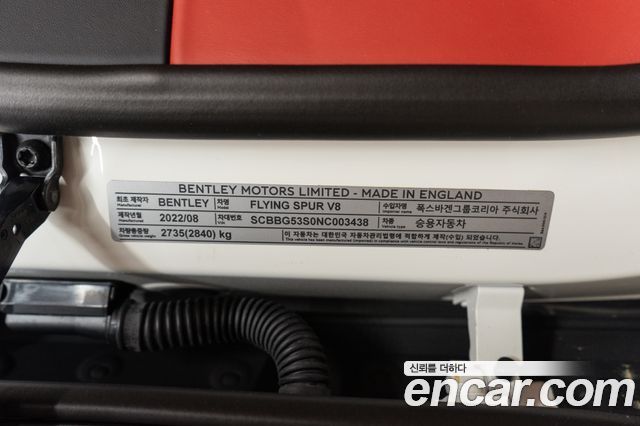 BENTLEY MOTORS LIMITED - MADE IN ENGLAND
최초 제작자 BENTLEY 차명 Model FLYING SPUR V8 수입자명 폭스바겐그룹코리아 주식회사
제작년월 2022/08 차대번호 VIN SCBBG53S0NC003438 차종 Vehicle type 승용자동차
차량총중량 Gross vehicle weight 2735(2840) kg 이 자동차는 대한민국 자동차관리법령에 적합하게 제작(수입) 되었습니다.
신뢰를 더하다
encar.com